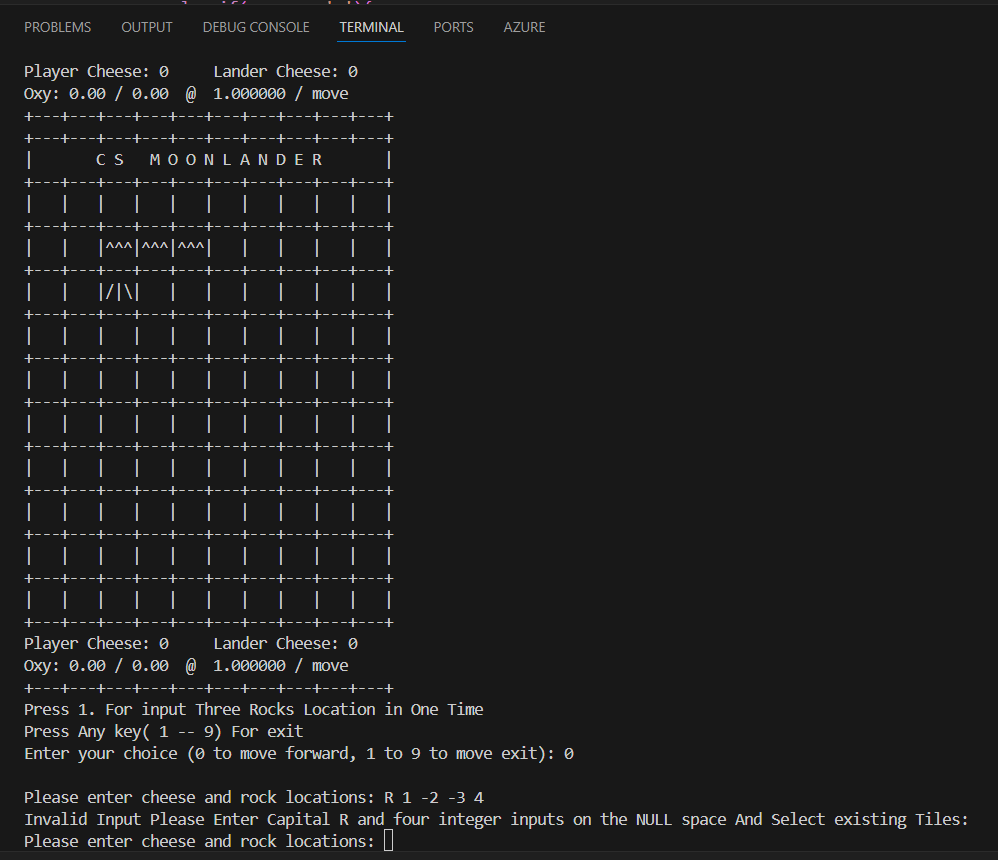 PROBLEMS OUTPUT DEBUG CONSOLE TERMINAL PORTS AZURE
Player Cheese: 0     Lander Cheese: 0
Oxy: 0.00 / 0.00  @  1.000000 / move
+---+---+---+---+---+---+---+---+---+---+
+---+---+---+---+---+---+---+---+---+---+
|       C S   M O O N L A N D E R       |
+---+---+---+---+---+---+---+---+---+---+
|   |   |   |   |   |   |   |   |   |   |
+---+---+---+---+---+---+---+---+---+---+
|   |   |^^^|^^^|^^^|   |   |   |   |   |
+---+---+---+---+---+---+---+---+---+---+
|   |   |/|\|   |   |   |   |   |   |   |
+---+---+---+---+---+---+---+---+---+---+
|   |   |   |   |   |   |   |   |   |   |
+---+---+---+---+---+---+---+---+---+---+
|   |   |   |   |   |   |   |   |   |   |
+---+---+---+---+---+---+---+---+---+---+
|   |   |   |   |   |   |   |   |   |   |
+---+---+---+---+---+---+---+---+---+---+
|   |   |   |   |   |   |   |   |   |   |
+---+---+---+---+---+---+---+---+---+---+
|   |   |   |   |   |   |   |   |   |   |
+---+---+---+---+---+---+---+---+---+---+
|   |   |   |   |   |   |   |   |   |   |
+---+---+---+---+---+---+---+---+---+---+
|   |   |   |   |   |   |   |   |   |   |
+---+---+---+---+---+---+---+---+---+---+
Player Cheese: 0     Lander Cheese: 0
Oxy: 0.00 / 0.00  @  1.000000 / move
+---+---+---+---+---+---+---+---+---+---+
Press 1. For input Three Rocks Location in One Time
Press Any key( 1 -- 9) For exit
Enter your choice (0 to move forward, 1 to 9 to move exit): 0
Please enter cheese and rock locations: R 1 -2 -3 4
Invalid Input Please Enter Capital R and four integer inputs on the NULL space And Select existing Tiles:
Please enter cheese and rock locations: